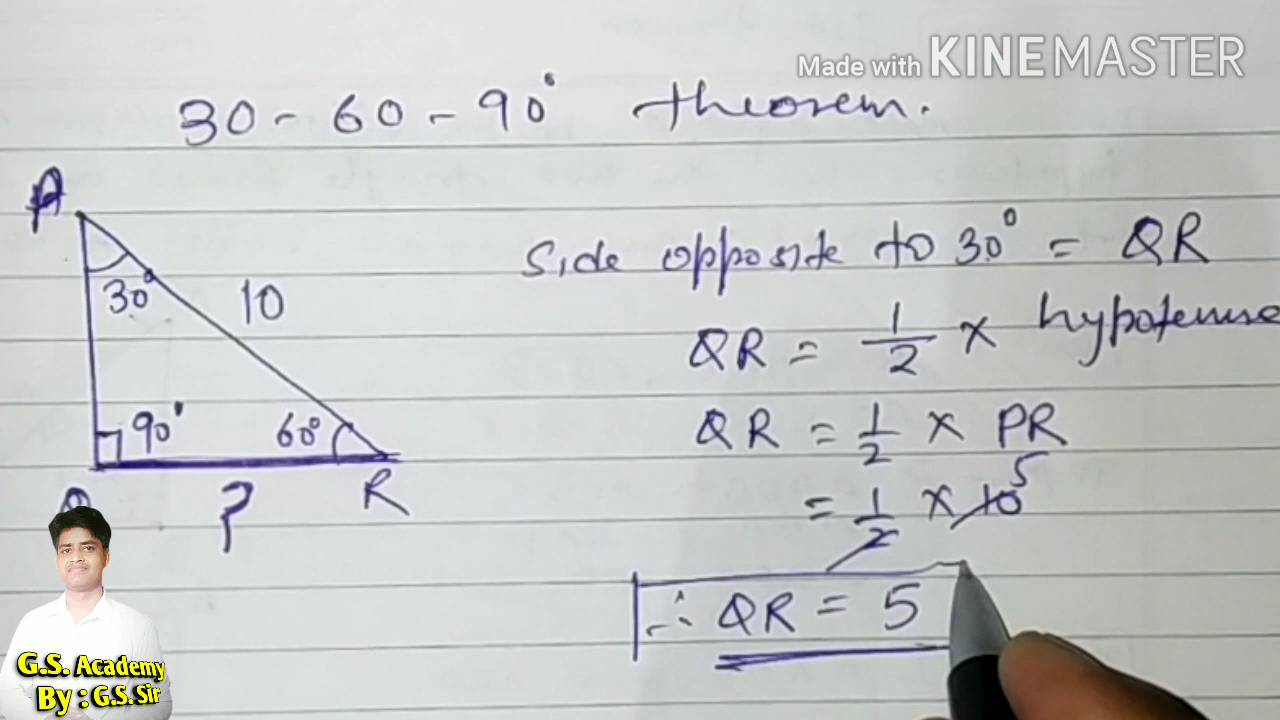 Made with KINEMASTER
30 - 60 - 90° theorem.
P
30°
10
90°
60°
Q
?
R
Side opposite to 30° = QR
QR = 1/2 × hypotenuse
QR = 1/2 × PR
= 1/2 × 10 5
∴ QR = 5
G.S. Academy
By : G.S. Sir